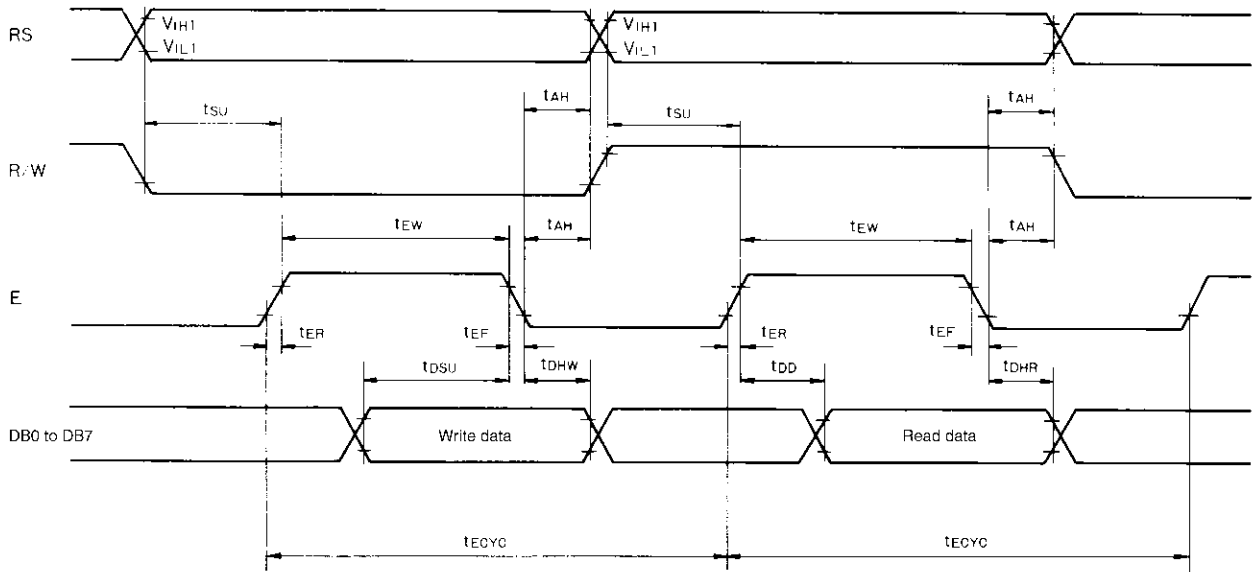 RS
VIH1
VIL1
VIH1
VIL1
tAH
tAH
tSU
tSU
R/W
tEW
tAH
tEW
tAH
E
tER
tEF
tER
tEF
tDSU
tDHW
tDD
tDHR
DB0 to DB7
Write data
Read data
tECYC
tECYC